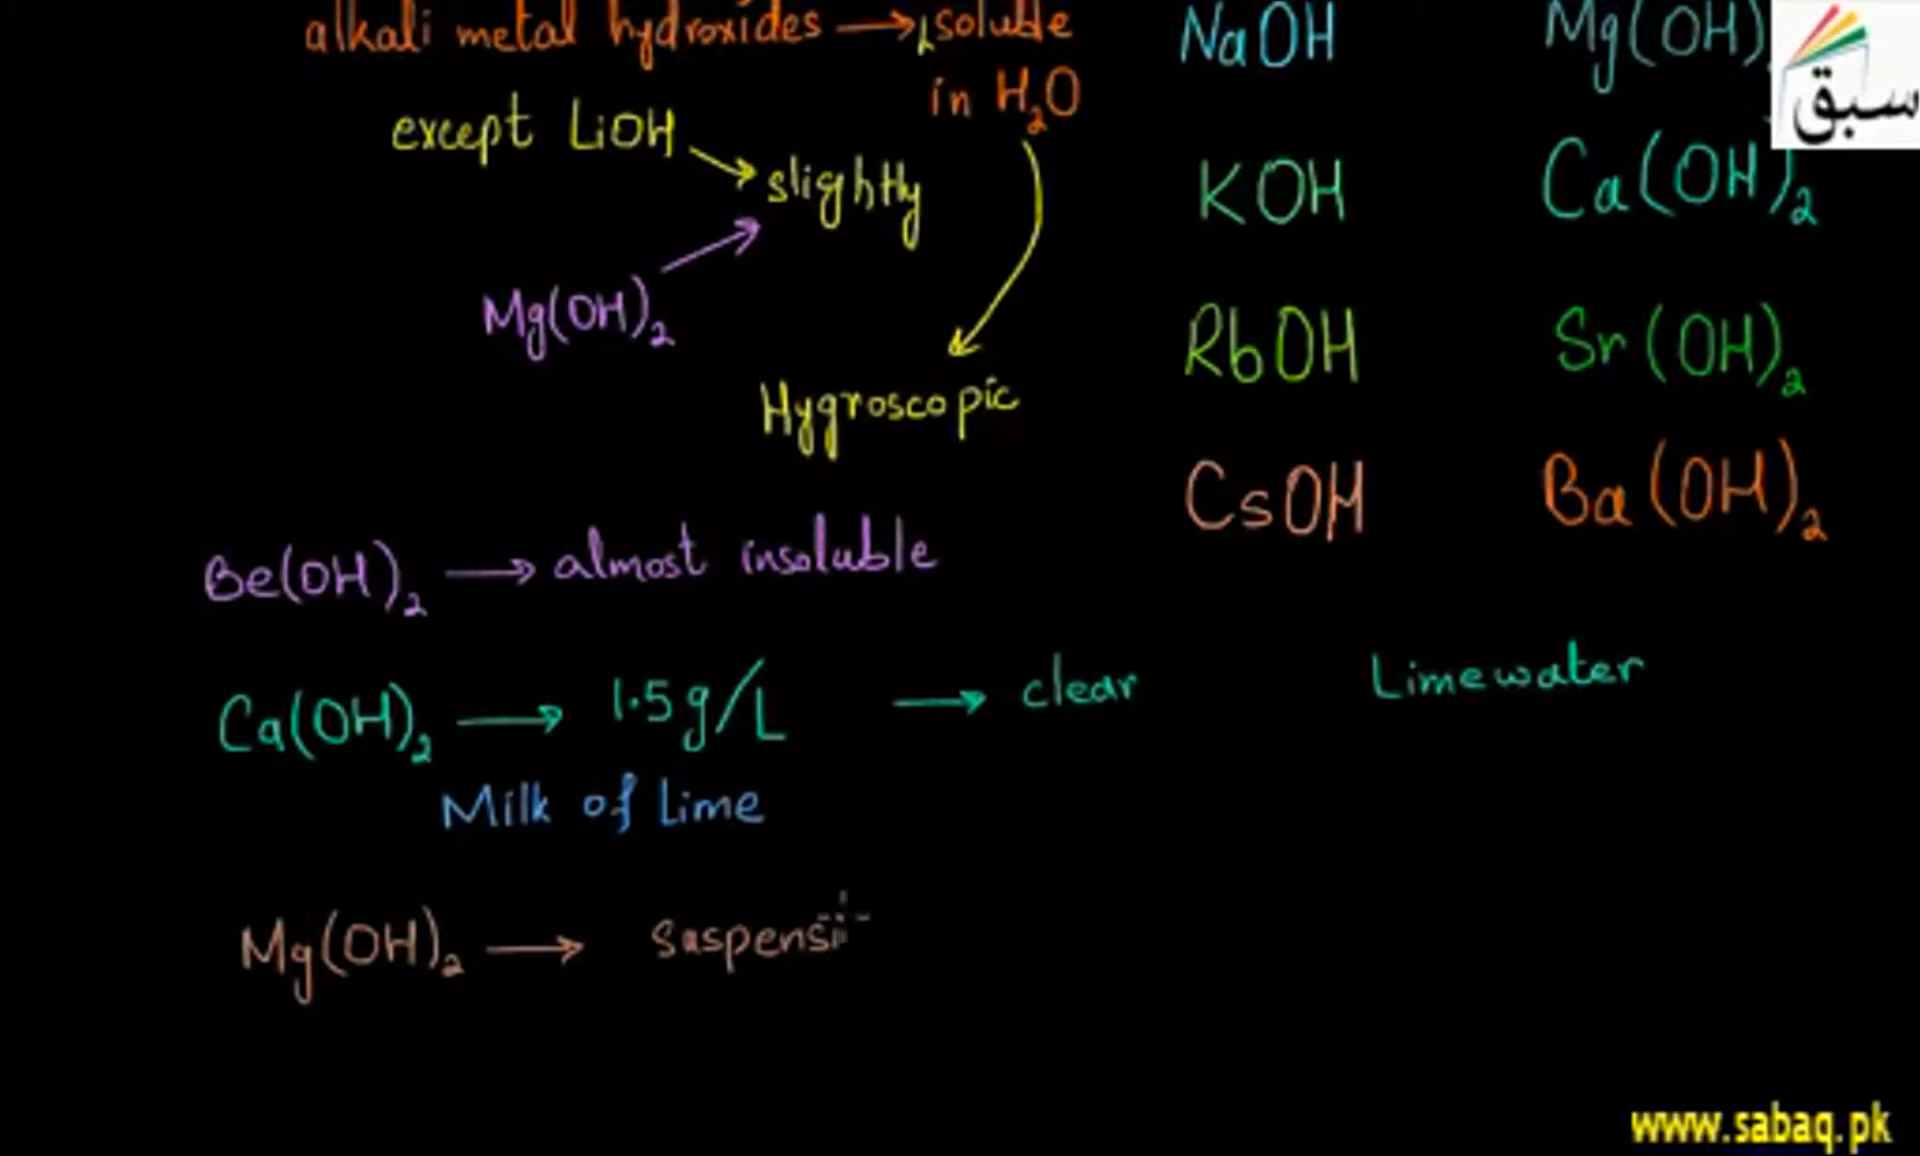 alkali metal hydroxides → soluble
in H₂O
except LiOH → slightly
Mg(OH)₂
Hygroscopic
Be(OH)₂ → almost insoluble
Ca(OH)₂ → 1.5g/L → clear
Milk of Lime
Mg(OH)₂ → Suspensi
NaOH Mg(OH)
KOH Ca(OH)₂
RbOH Sr(OH)₂
CsOH Ba(OH)₂
Limewater
سبق
www.sabaq.pk